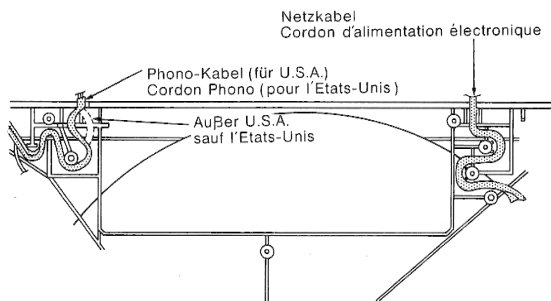 Netzkabel
Cordon d'alimentation électronique
Phono-Kabel (für U.S.A.)
Cordon Phono (pour l'Etats-Unis)
Außer U.S.A.
sauf l'Etats-Unis